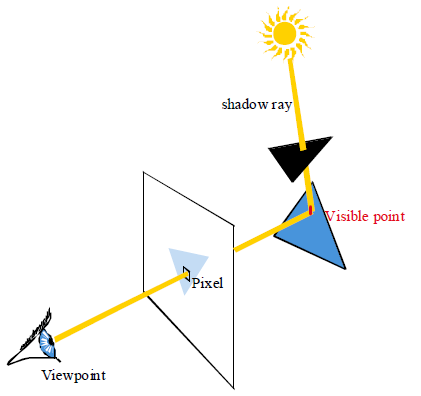 shadow ray
Visible point
Pixel
Viewpoint